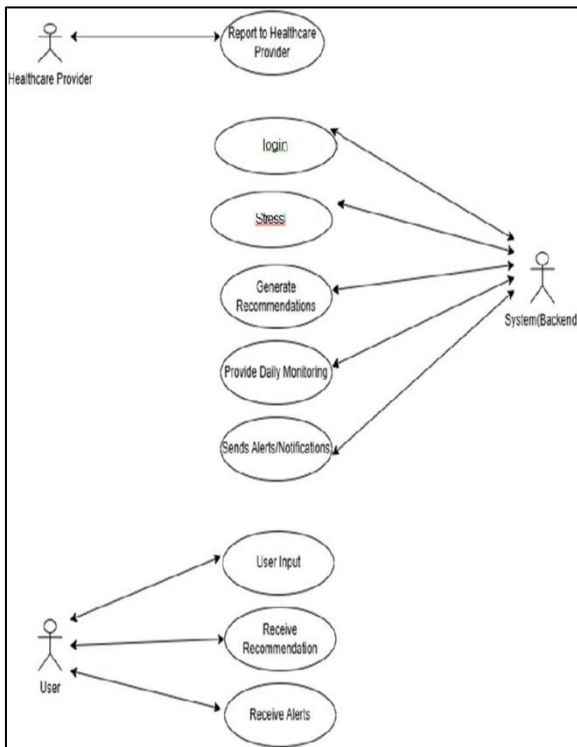 Report to Healthcare
Provider
Healthcare Provider
login
Stress
Generate
Recommendations
System(Backend
Provide Daily Monitoring
Sends Alerts/Notifications
User Input
Receive
Recommendation
User
Receive Alerts